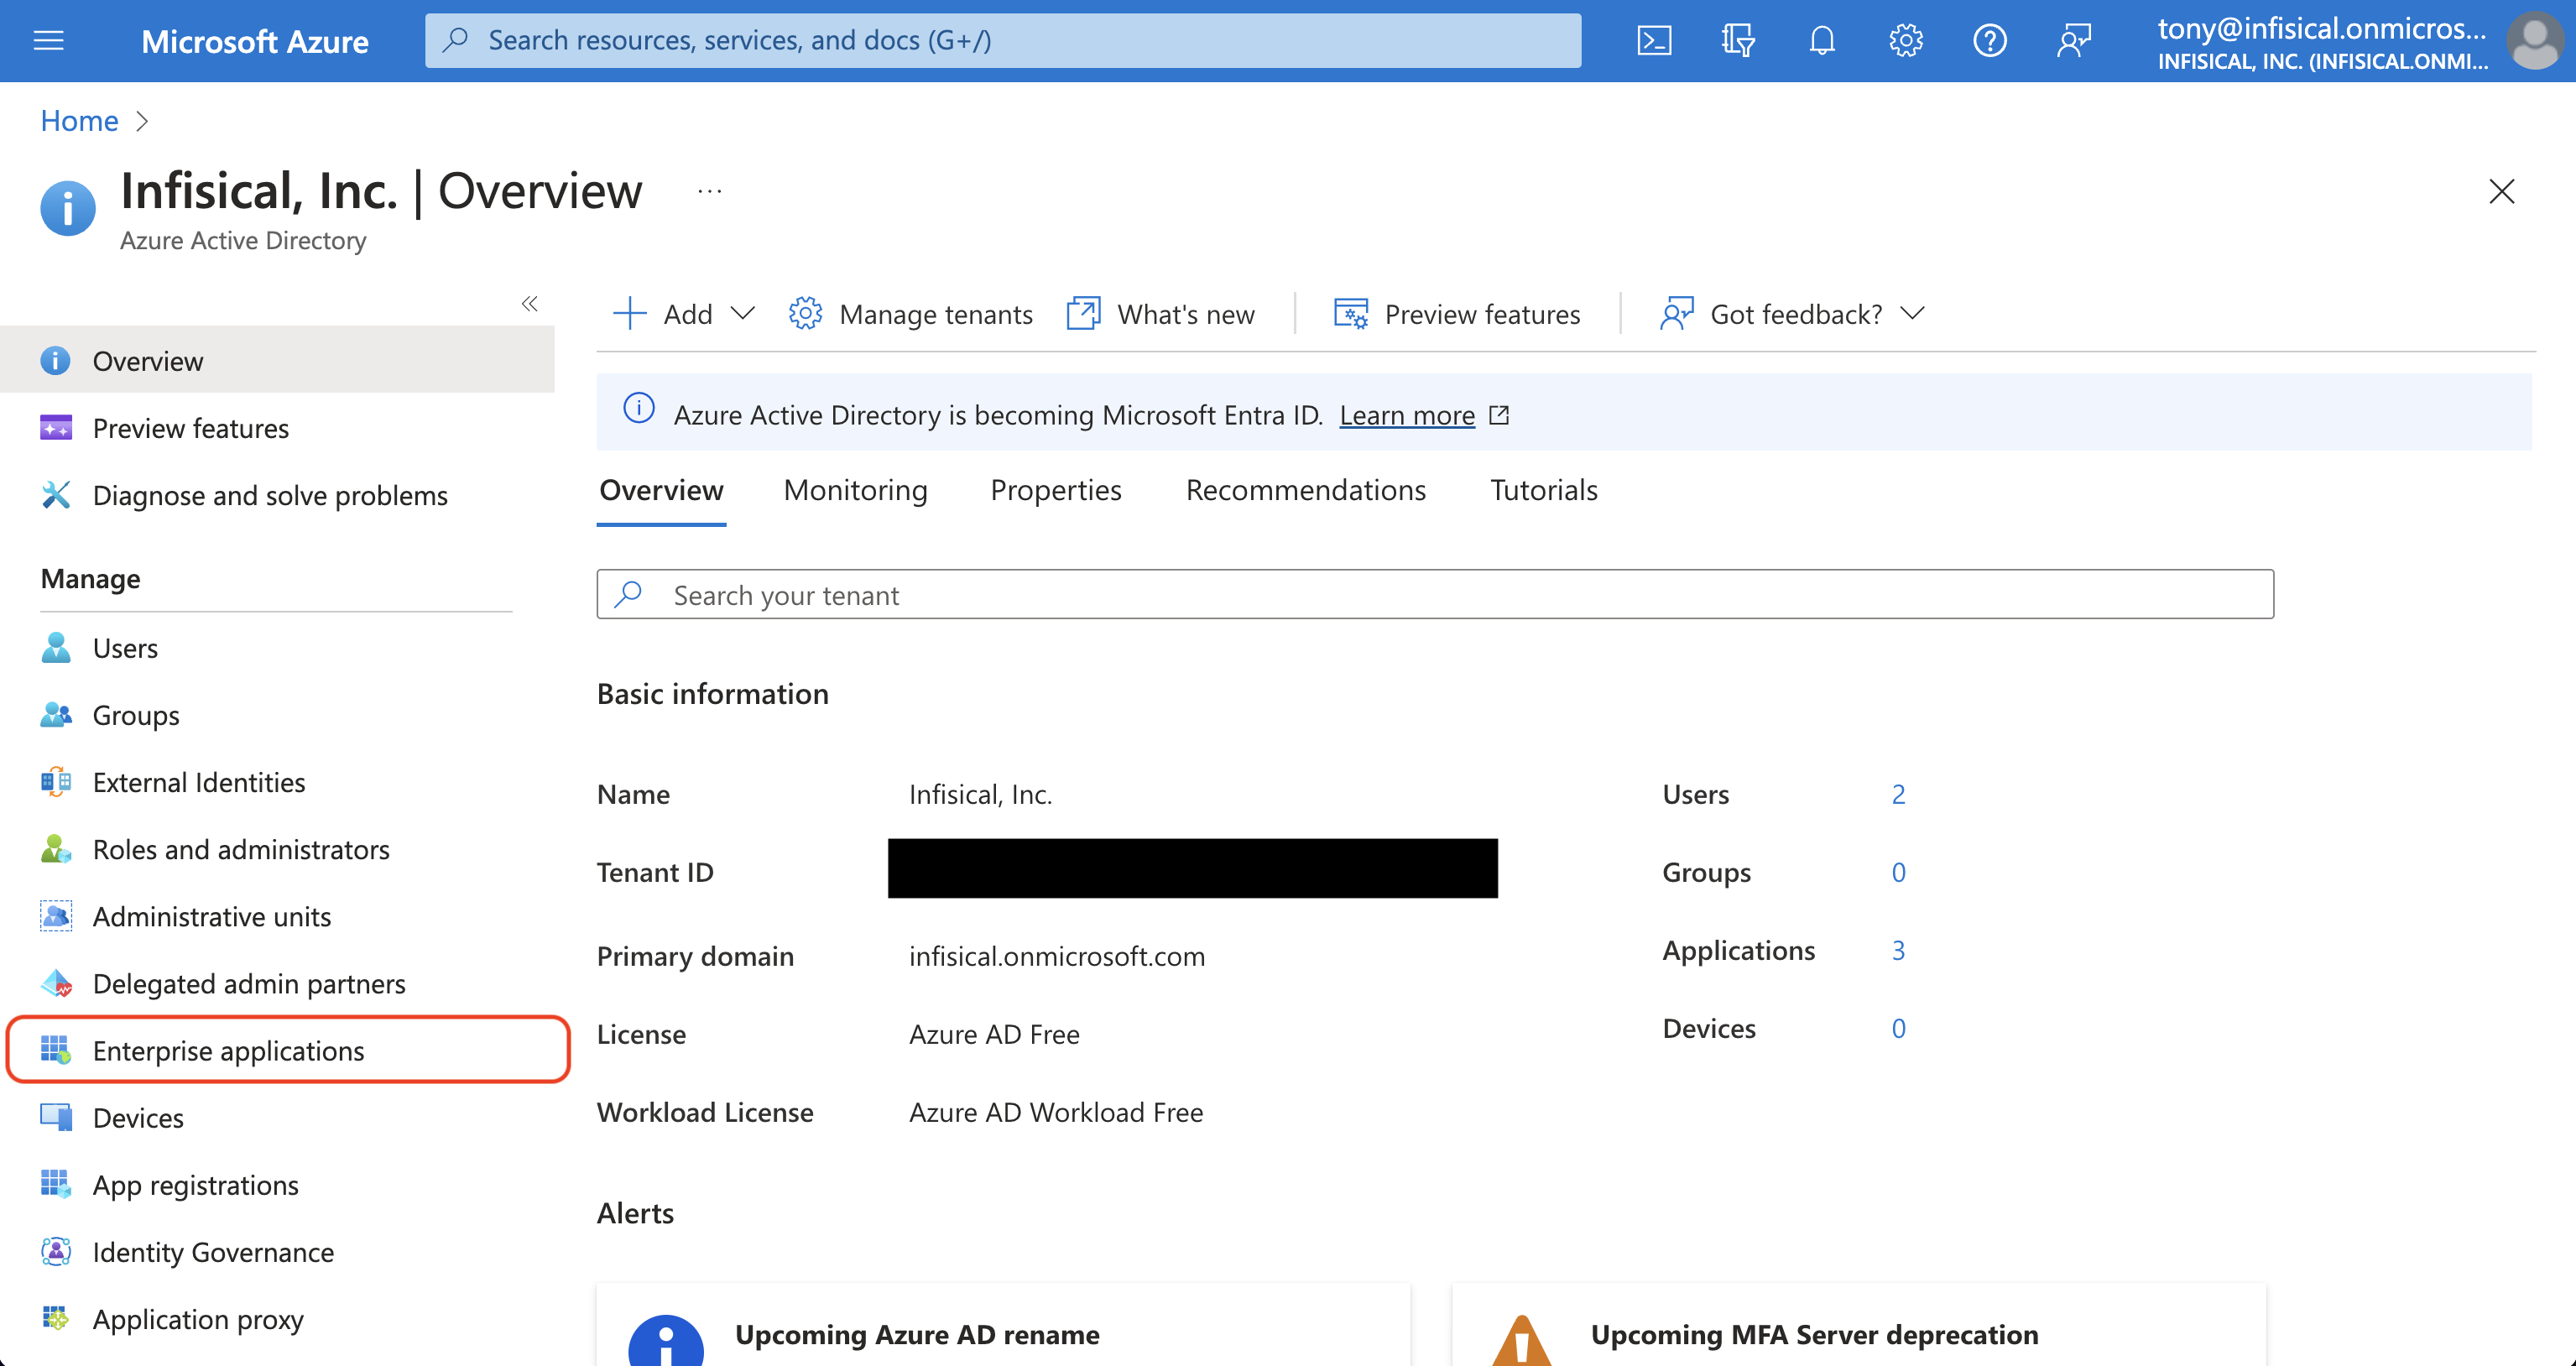 Microsoft Azure
Search resources, services, and docs (G+/)
tony@infisical.onmicros...
INFISICAL, INC. (INFISICAL.ONMI...
Home
Infisical, Inc. | Overview
...
Azure Active Directory
Overview
Preview features
Diagnose and solve problems
Manage
Users
Groups
External Identities
Roles and administrators
Administrative units
Delegated admin partners
Enterprise applications
Devices
App registrations
Identity Governance
Application proxy
Add
Manage tenants
What's new
Preview features
Got feedback?
Azure Active Directory is becoming Microsoft Entra ID. Learn more
Overview
Monitoring
Properties
Recommendations
Tutorials
Search your tenant
Basic information
Name
Infisical, Inc.
Tenant ID
Primary domain
infisical.onmicrosoft.com
License
Azure AD Free
Workload License
Azure AD Workload Free
Users
2
Groups
0
Applications
3
Devices
0
Alerts
Upcoming Azure AD rename
Upcoming MFA Server deprecation